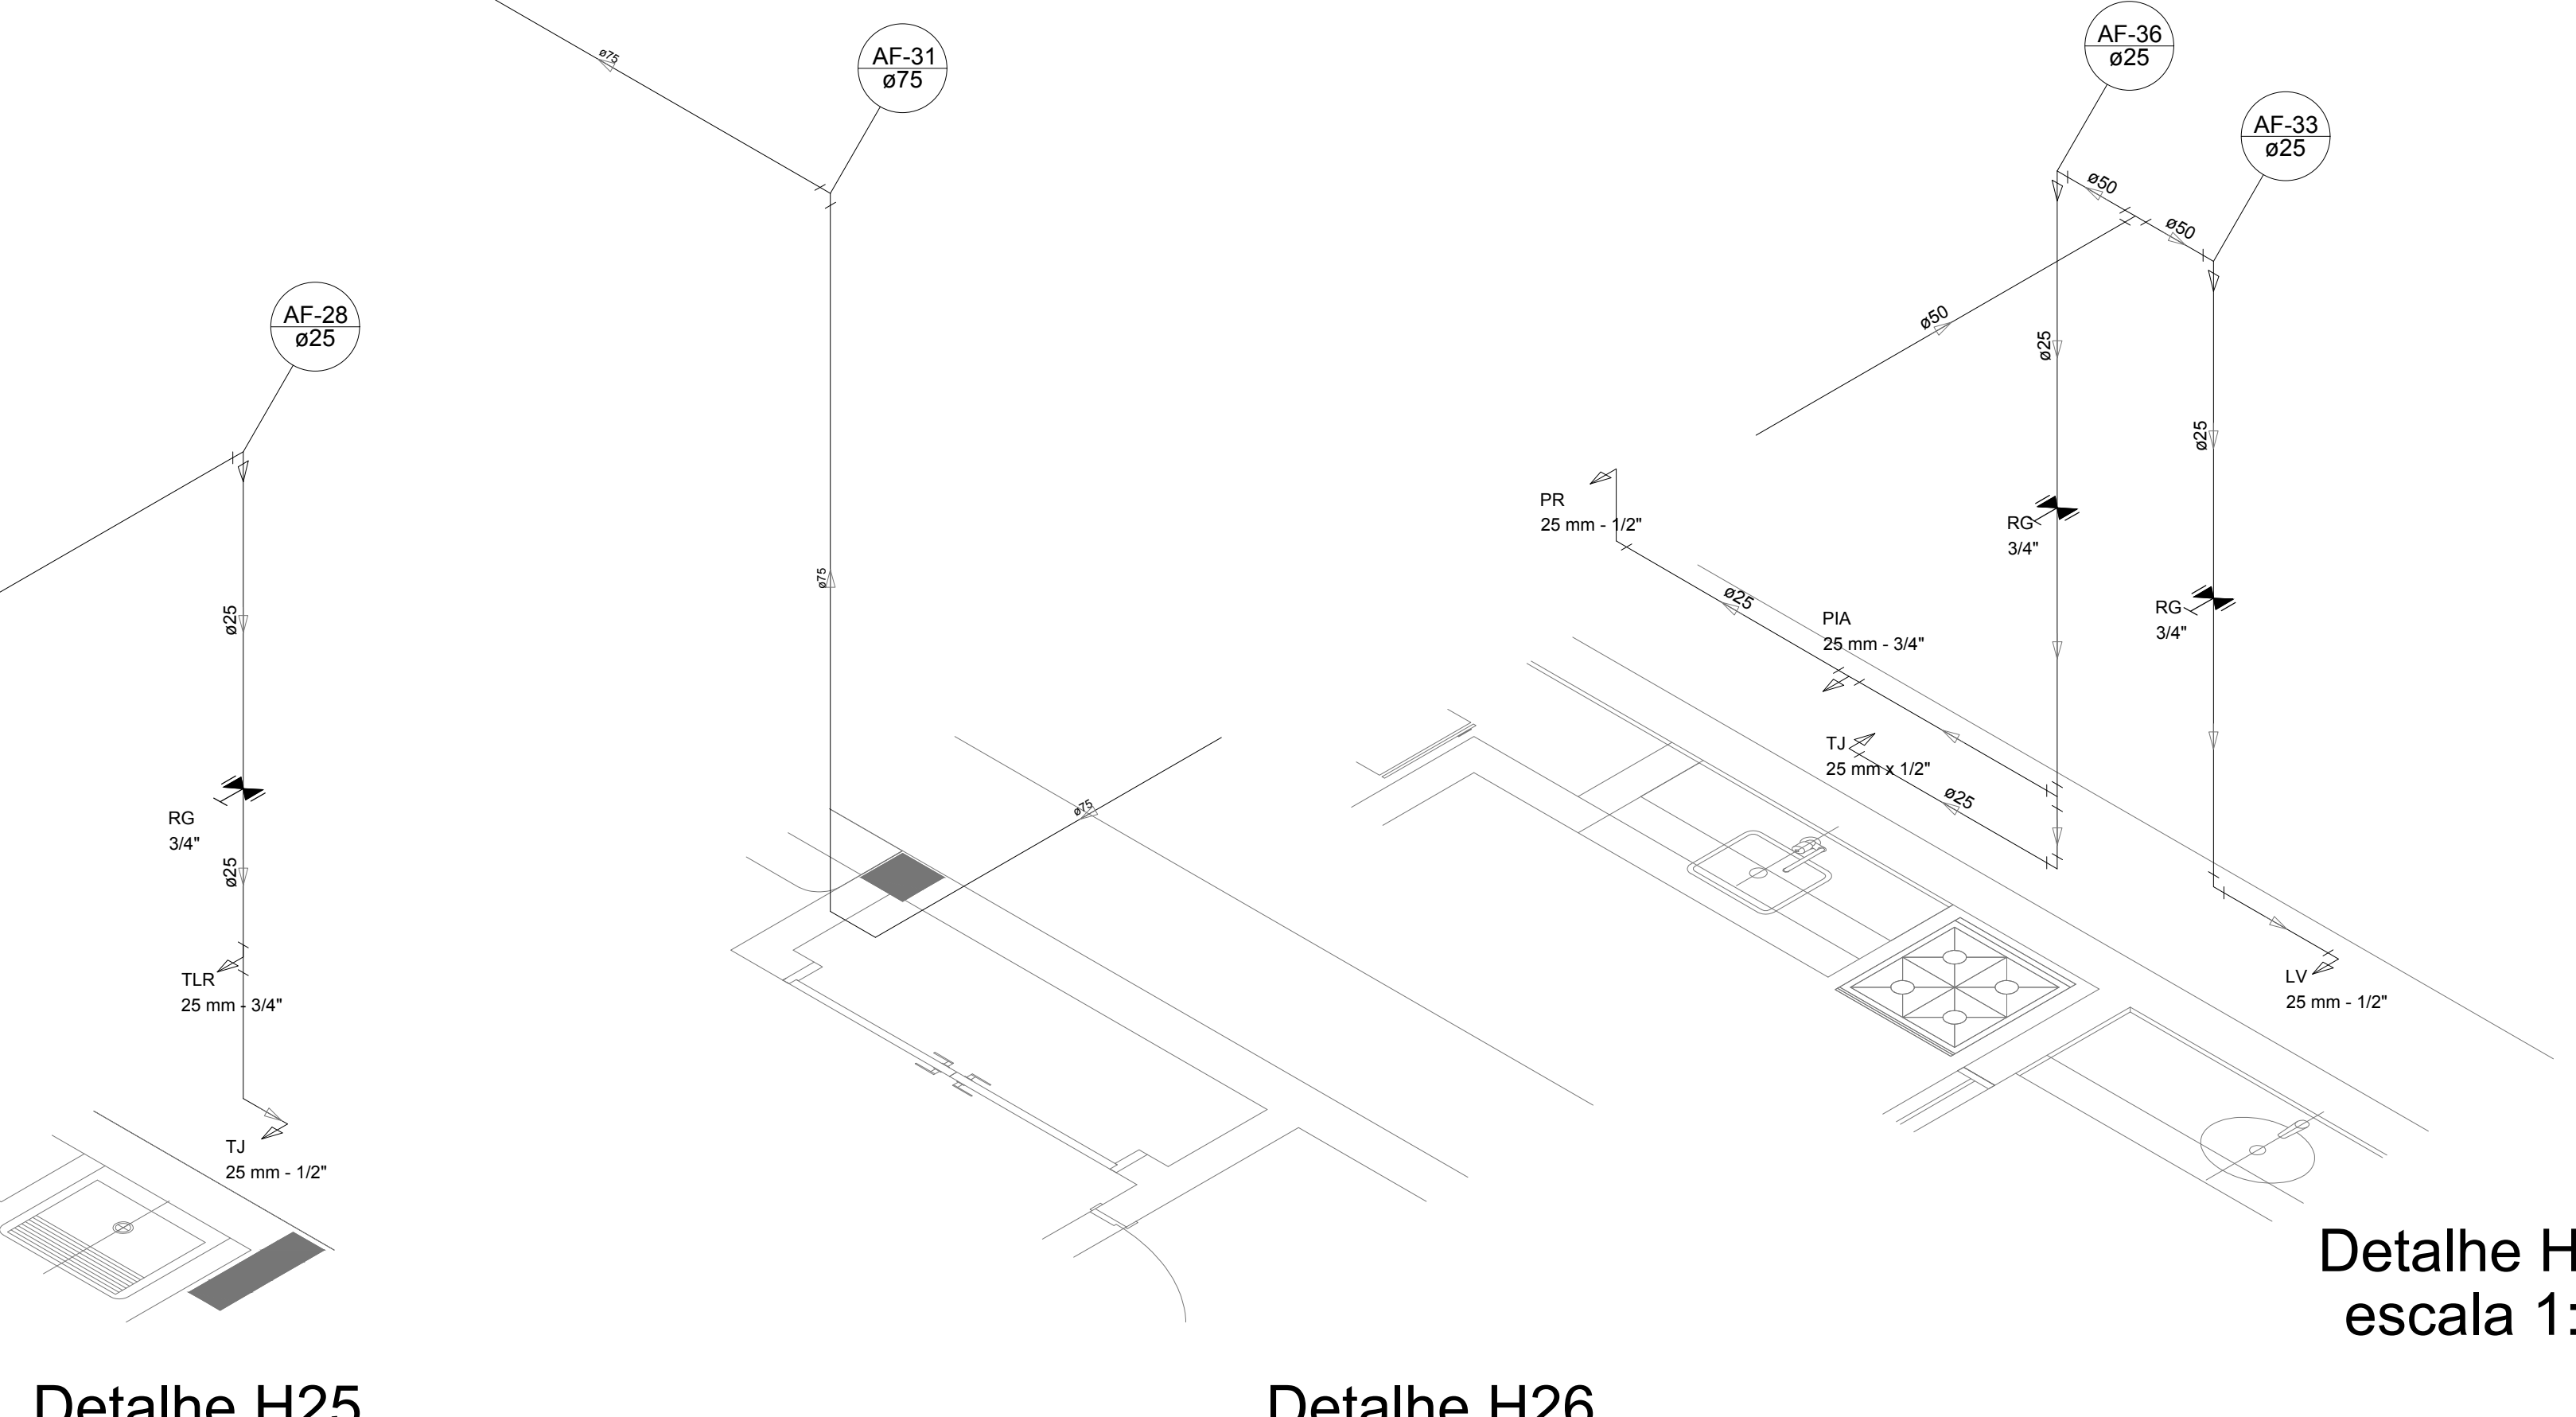 AF-28
ø25
ø25
RG
3/4"
ø25
TLR
25 mm - 3/4"
TJ
25 mm - 1/2"
Detalhe H25
ø75
AF-31
ø75
ø75
ø75
Detalhe H26
AF-36
ø25
AF-33
ø25
ø50
ø50
ø50
ø25
ø25
PR
25 mm - 1/2"
RG
3/4"
RG
3/4"
ø25
PIA
25 mm - 3/4"
TJ
25 mm x 1/2"
ø25
LV
25 mm - 1/2"
Detalhe H
escala 1: